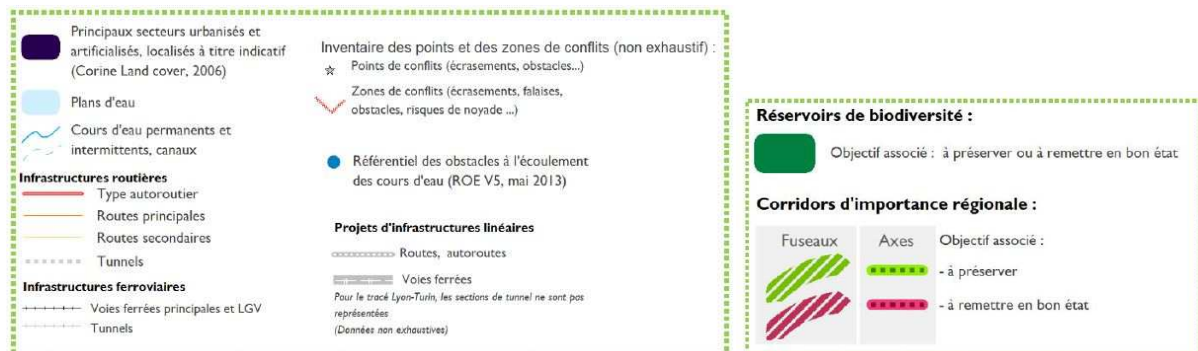 Principaux secteurs urbanisés et
artificialisés, localisés à titre indicatif
(Corine Land cover, 2006)
Plans d'eau
Cours d'eau permanents et
intermittents, canaux
Infrastructures routières
Type autoroutier
Routes principales
Routes secondaires
Tunnels
Infrastructures ferroviaires
Voies ferrées principales et LGV
Tunnels
Inventaire des points et des zones de conflits (non exhaustif) :
Points de conflits (écrasements, obstacles...)
Zones de conflits (écrasements, falaises,
obstacles, risques de noyade ...)
Référentiel des obstacles à l'écoulement
des cours d'eau (ROE V5, mai 2013)
Projets d'infrastructures linéaires
Routes, autoroutes
Voies ferrées
Pour le tracé Lyon-Turin, les sections de tunnel ne sont pas
représentées
(Données non exhaustives)
Réservoirs de biodiversité :
Objectif associé : à préserver ou à remettre en bon état
Corridors d'importance régionale :
Fuseaux Axes Objectif associé :
- à préserver
- à remettre en bon état